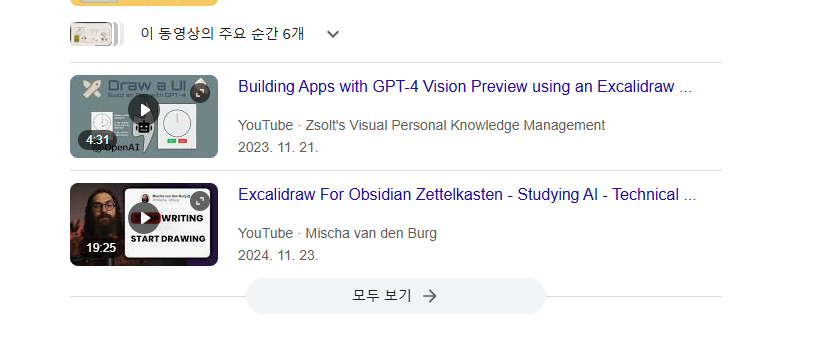 이 동영상의 주요 순간 6개
Draw a UI
OpenAI
4:31
Building Apps with GPT-4 Vision Preview using an Excalidraw ...
YouTube · Zsolt's Visual Personal Knowledge Management
2023. 11. 21.
WRITING
START DRAWING
19:25
Excalidraw For Obsidian Zettelkasten - Studying AI - Technical ...
YouTube · Mischa van den Burg
2024. 11. 23.
모두 보기 →